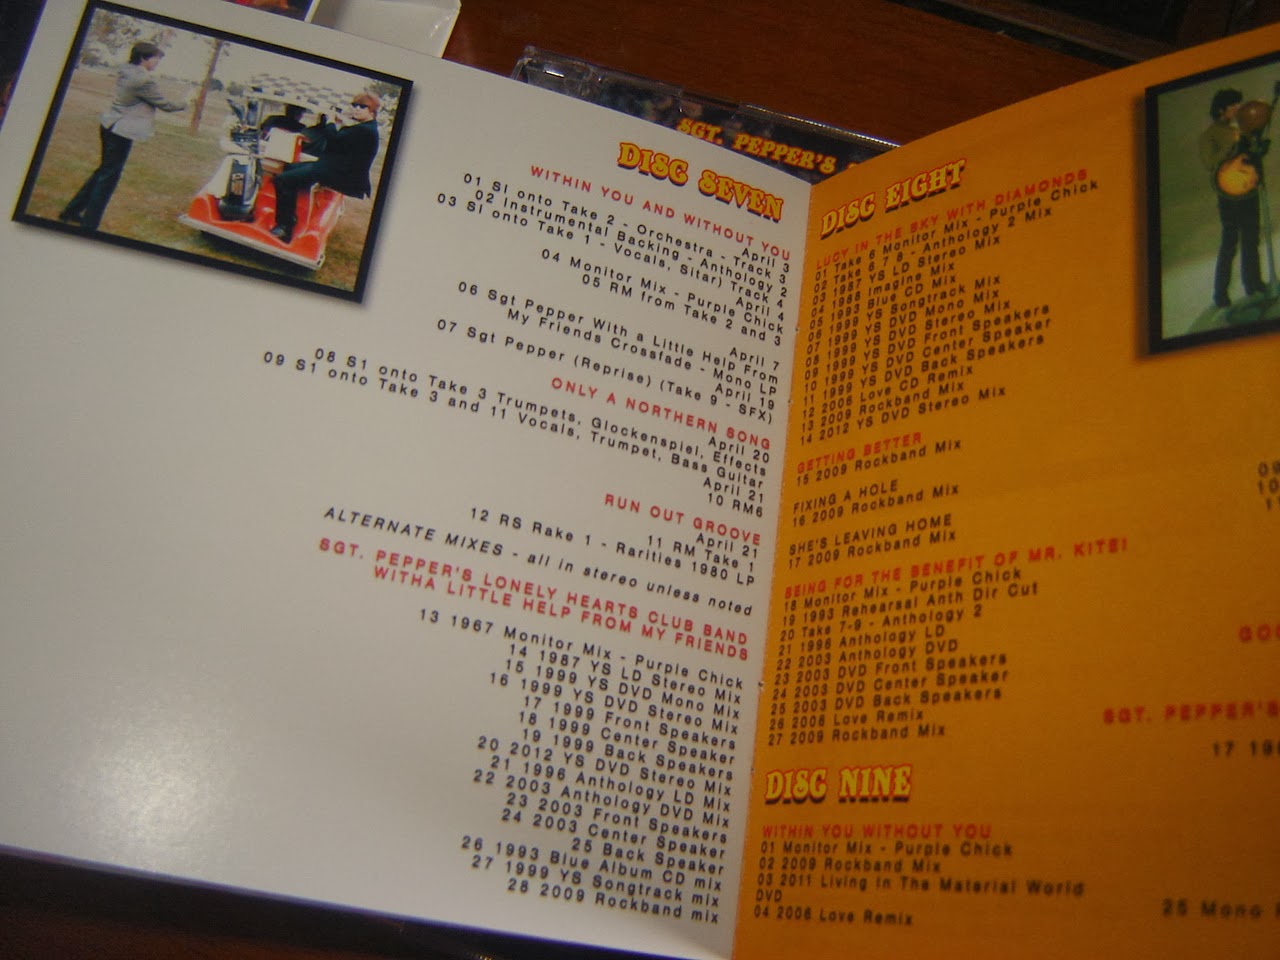 SGT. PEPPER'S
DISC SEVEN
WITHIN YOU AND WITHOUT YOU
April 3
01 SI onto Take 2 - Orchestra - Track 3
02 Instrumental Backing - Anthology 2
April 4
03 SI onto Take 1 - Vocals, Sitar) Track 4
04 Monitor Mix - Purple Chick
05 RM from Take 2 and 3
April 7
06 Sgt Pepper With a Little Help From
My Friends Crossfade - Mono LP
April 19
07 Sgt Pepper (Reprise) (Take 9 - SFX)
ONLY A NORTHERN SONG
April 20
08 S1 onto Take 3 Trumpets, Glockenspiel, Effects
09 S1 onto Take 3 and 11 Vocals, Trumpet, Bass Guitar
April 21
10 RM6
RUN OUT GROOVE
April 21
11 RM Take 1
12 RS Rake 1 - Rarities 1980 LP
ALTERNATE MIXES - all in stereo unless noted
SGT. PEPPER'S LONELY HEARTS CLUB BAND
WITHA LITTLE HELP FROM MY FRIENDS
13 1967 Monitor Mix - Purple Chick
14 1987 YS LD Stereo Mix
15 1999 YS DVD Mono Mix
16 1999 YS DVD Stereo Mix
17 1999 Front Speakers
18 1999 Center Speaker
19 1999 Back Speakers
20 2012 YS DVD Stereo Mix
21 1996 Anthology LD Mix
22 2003 Anthology DVD Mix
23 2003 Front Speakers
24 2003 Center Speaker
25 Back Speaker
26 1993 Blue Album CD mix
27 1999 YS Songtrack mix
28 2009 Rockband mix
DISC EIGHT
LUCY IN THE SKY WITH DIAMONDS
01 Take 6 Monitor Mix - Purple Chick
02 Take 6 7 8 - Anthology 2 Mix
03 1987 YS LD Stereo Mix
04 1988 Imagine Mix
05 1993 Blue CD Mix
06 1999 YS Songtrack Mix
07 1999 YS DVD Mono Mix
08 1999 YS DVD Stereo Mix
09 1999 YS DVD Front Speakers
10 1999 YS DVD Center Speaker
11 1999 YS DVD Back Speakers
12 2006 Love CD Remix
13 2009 Rockband Mix
14 2012 YS DVD Stereo Mix
GETTING BETTER
15 2009 Rockband Mix
FIXING A HOLE
16 2009 Rockband Mix
SHE'S LEAVING HOME
17 2009 Rockband Mix
BEING FOR THE BENEFIT OF MR. KITE!
18 Monitor Mix - Purple Chick
19 1993 Rehearsal Anth Dir Cut
20 Take 7-9 - Anthology 2
21 1996 Anthology LD
22 2003 Anthology DVD
23 2003 DVD Front Speakers
24 2003 DVD Center Speaker
25 2003 DVD Back Speakers
26 2006 Love Remix
27 2009 Rockband Mix
DISC NINE
WITHIN YOU WITHOUT YOU
01 Monitor Mix - Purple Chick
02 2009 Rockband Mix
03 2011 Living In The Material World
DVD
04 2006 Love Remix
SGT. PEPPER'S
25 Mono